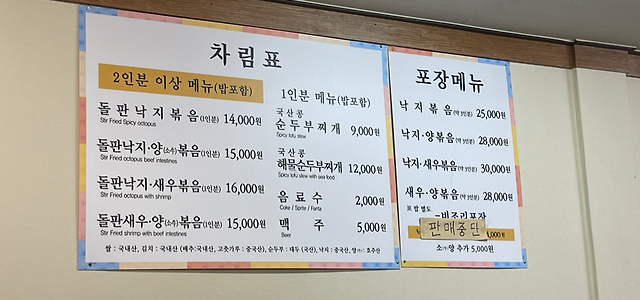 차림표
2인분 이상 메뉴(밥포함)
돌판낙지볶음(1인분) 14,000원
Stir Fried Spicy octopus
돌판낙지·양(소수)볶음(1인분) 15,000원
Stir Fried octopus beef intestines
돌판낙지·새우볶음(1인분) 16,000원
Stir Fried octopus with shrimp
돌판새우·양(소수)볶음(1인분) 15,000원
Stir Fried shrimp with beef intestines
1인분 메뉴(밥포함)
국산콩
순두부찌개 9,000원
Spicy tofu stew
국산콩
해물순두부찌개 12,000원
Spicy tofu stew with sea food
음료수 2,000원
Coke / Sprite / Fanta
맥주 5,000원
Beer
쌀 : 국내산, 김치 : 국내산 (배추:국내산, 고춧가루 : 중국산), 순두부 : 대두 (국산), 낙지 : 중국산, 양 : 호주산
포장메뉴
낙지볶음(약 3인분) 25,000원
낙지·양볶음(약 3인분) 28,000원
낙지·새우볶음(약 3인분) 30,000원
새우·양볶음(약 3인분) 28,000원
※밥 별도
-비조리포장
판매중단
소(수)양 추가 5,000원